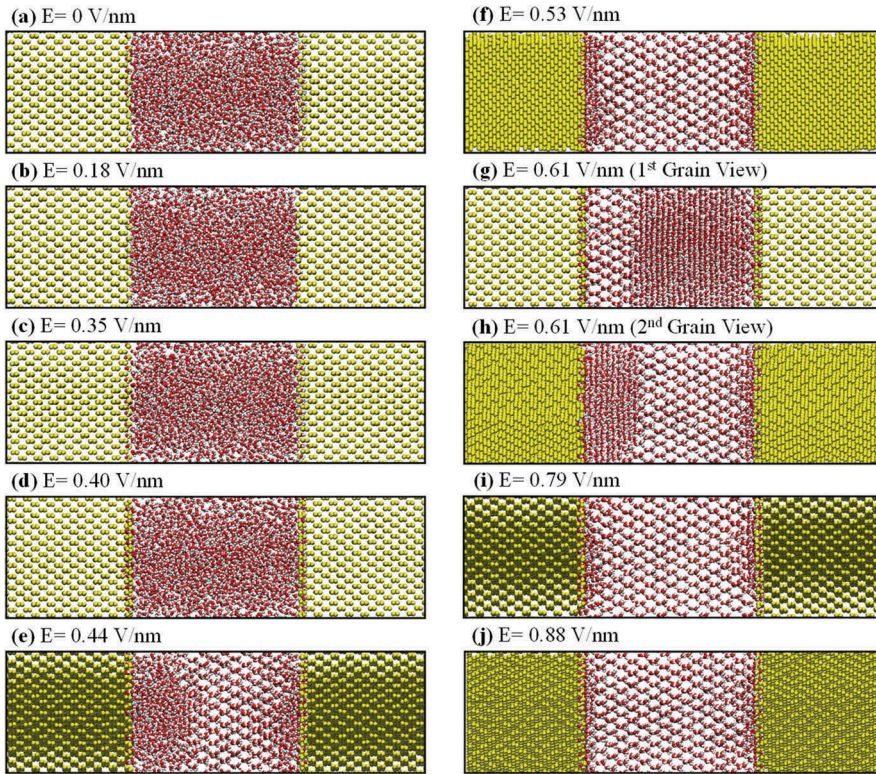 (a) E= 0 V/nm
(b) E= 0.18 V/nm
(c) E= 0.35 V/nm
(d) E= 0.40 V/nm
(e) E= 0.44 V/nm
(f) E= 0.53 V/nm
(g) E= 0.61 V/nm (1st Grain View)
(h) E= 0.61 V/nm (2nd Grain View)
(i) E= 0.79 V/nm
(j) E= 0.88 V/nm